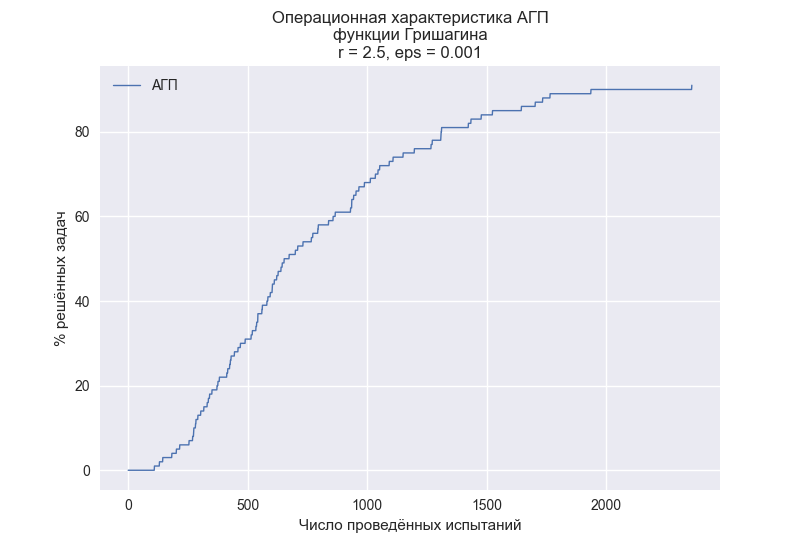 Операционная характеристика АГП
функции Гришагина
r = 2.5, eps = 0.001
АГП
80
60
40
20
0
% решённых задач
0 500 1000 1500 2000
Число проведённых испытаний